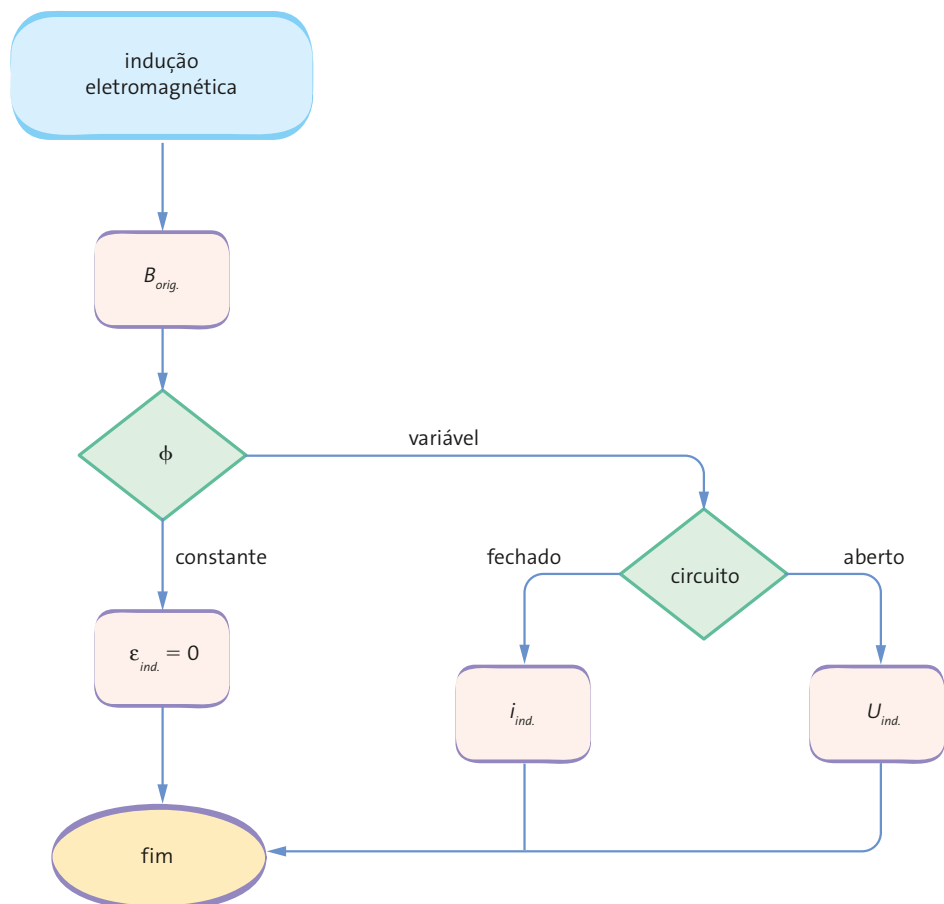 indução
eletromagnética
B orig.
ϕ
variável
constante
fechado
circuito
aberto
ε ind. = 0
i ind.
U ind.
fim